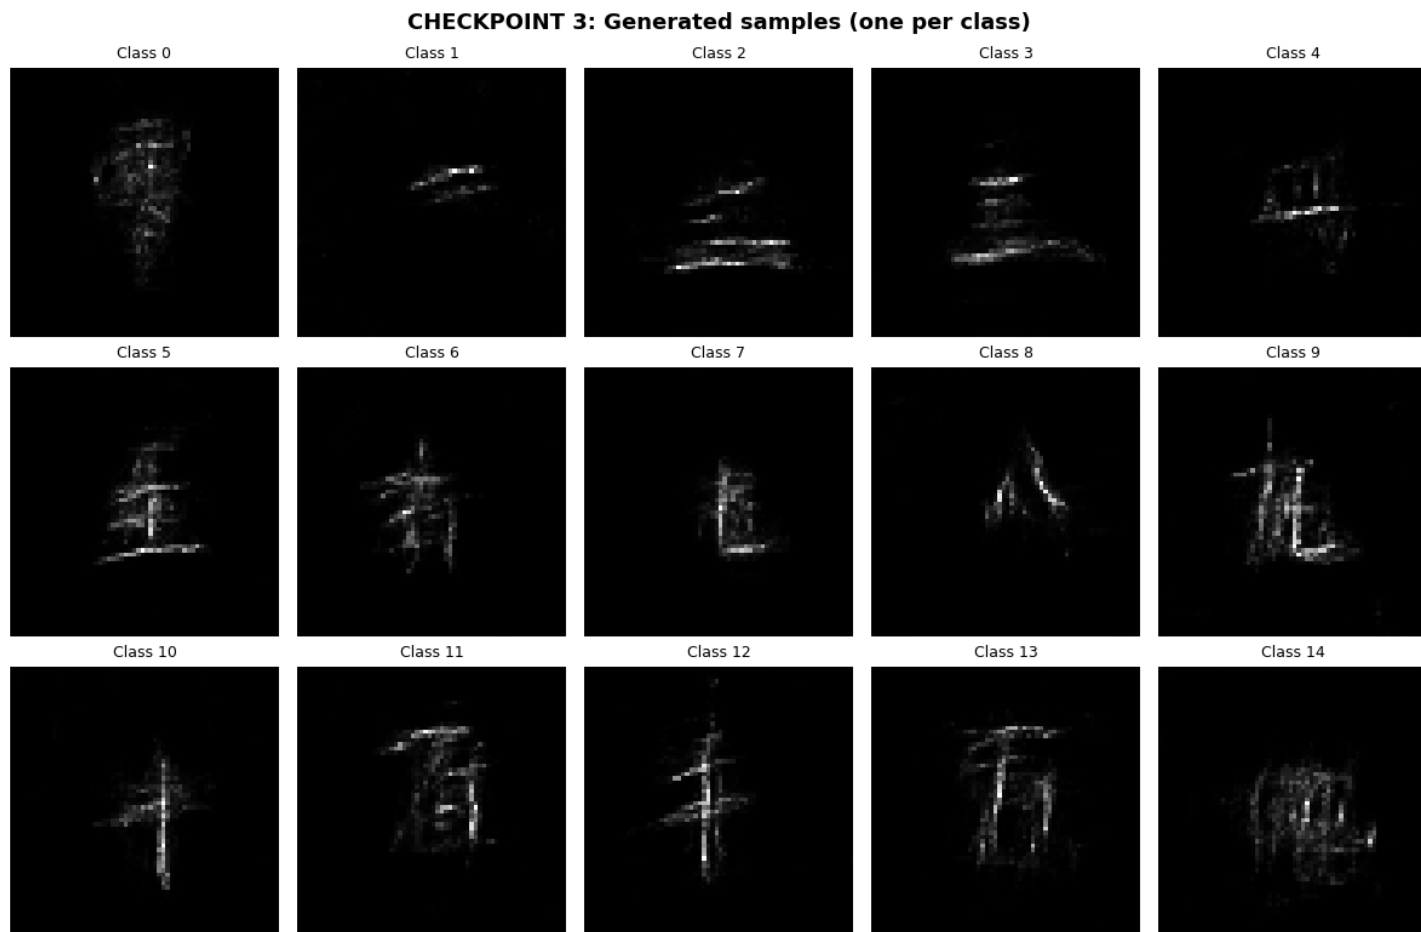 CHECKPOINT 3: Generated samples (one per class)
Class 0 Class 1 Class 2 Class 3 Class 4
Class 5 Class 6 Class 7 Class 8 Class 9
Class 10 Class 11 Class 12 Class 13 Class 14